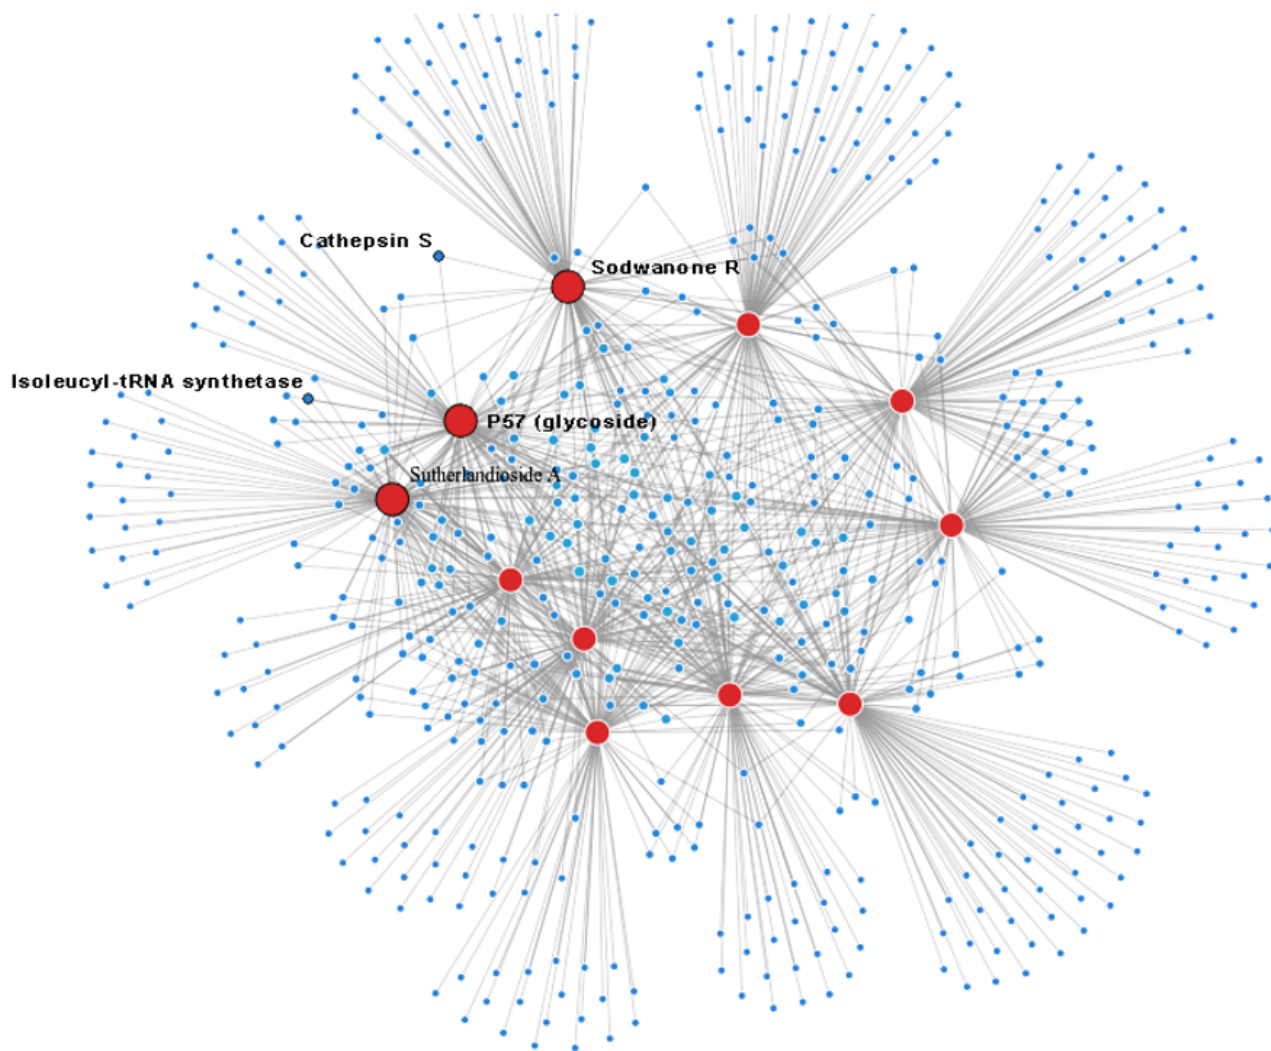 Cathepsin S
Sodwanone R
Isoleucyl-tRNA synthetase
P57 (glycoside)
Sutherlandioside A